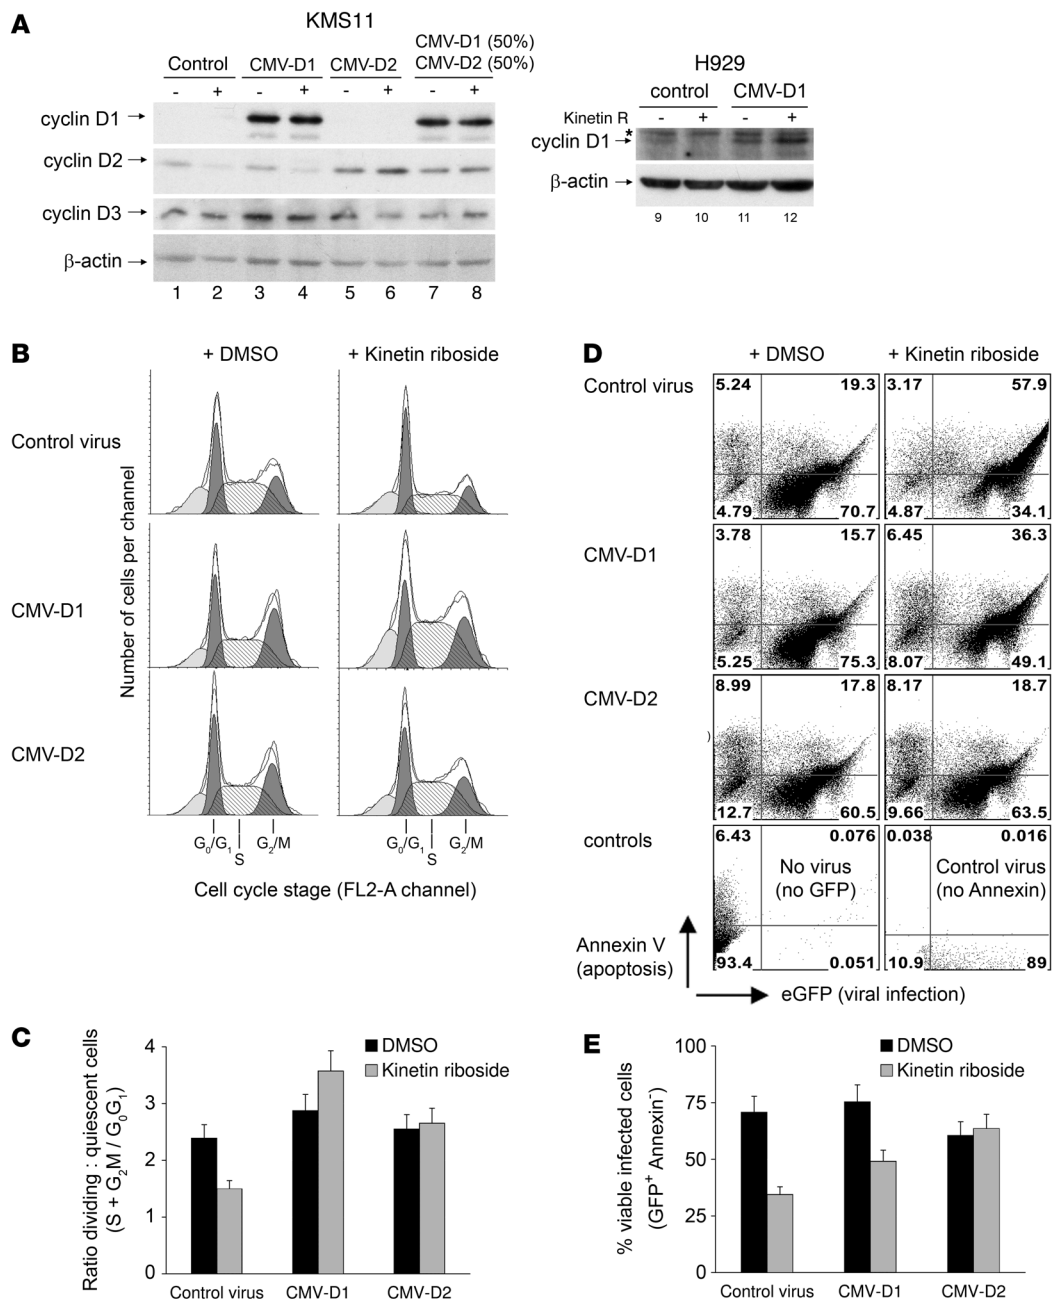 A
KMS11
CMV-D1 (50%)
Control CMV-D1 CMV-D2 CMV-D2 (50%)
- + - + - + - +
cyclin D1
cyclin D2
cyclin D3
β-actin
1 2 3 4 5 6 7 8
H929
control CMV-D1
Kinetin R - + - +
*
cyclin D1
β-actin
9 10 11 12
B
+ DMSO + Kinetin riboside
Number of cells per channel
Control virus
CMV-D1
CMV-D2
G0/G1 S G2/M G0/G1 S G2/M
Cell cycle stage (FL2-A channel)
D
+ DMSO + Kinetin riboside
Control virus
5.24 19.3 3.17 57.9
4.79 70.7 4.87 34.1
CMV-D1
3.78 15.7 6.45 36.3
5.25 75.3 8.07 49.1
CMV-D2
8.99 17.8 8.17 18.7
)
12.7 60.5 9.66 63.5
controls
6.43 0.076 0.038 0.016
No virus Control virus
(no GFP) (no Annexin)
93.4 0.051 10.9 89
Annexin V
(apoptosis)
eGFP (viral infection)
C
Ratio dividing : quiescent cells
(S + G2M / G0G1)
4
3
2
1
0
DMSO
Kinetin riboside
Control virus CMV-D1 CMV-D2
E
% viable infected cells
(GFP+ Annexin-)
100
75
50
25
0
DMSO
Kinetin riboside
Control virus CMV-D1 CMV-D2